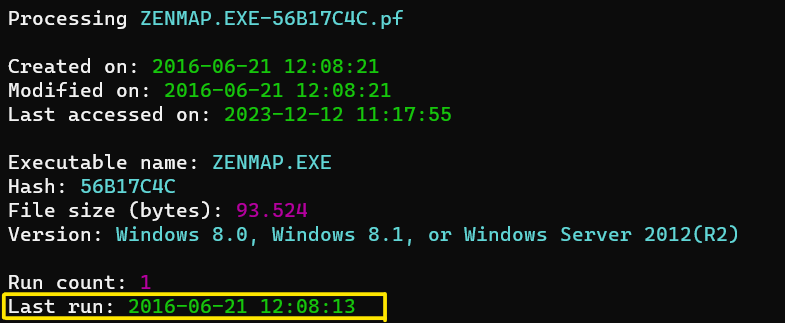 Processing ZENMAP.EXE-56B17C4C.pf
Created on: 2016-06-21 12:08:21
Modified on: 2016-06-21 12:08:21
Last accessed on: 2023-12-12 11:17:55
Executable name: ZENMAP.EXE
Hash: 56B17C4C
File size (bytes): 93.524
Version: Windows 8.0, Windows 8.1, or Windows Server 2012(R2)
Run count: 1
Last run: 2016-06-21 12:08:13